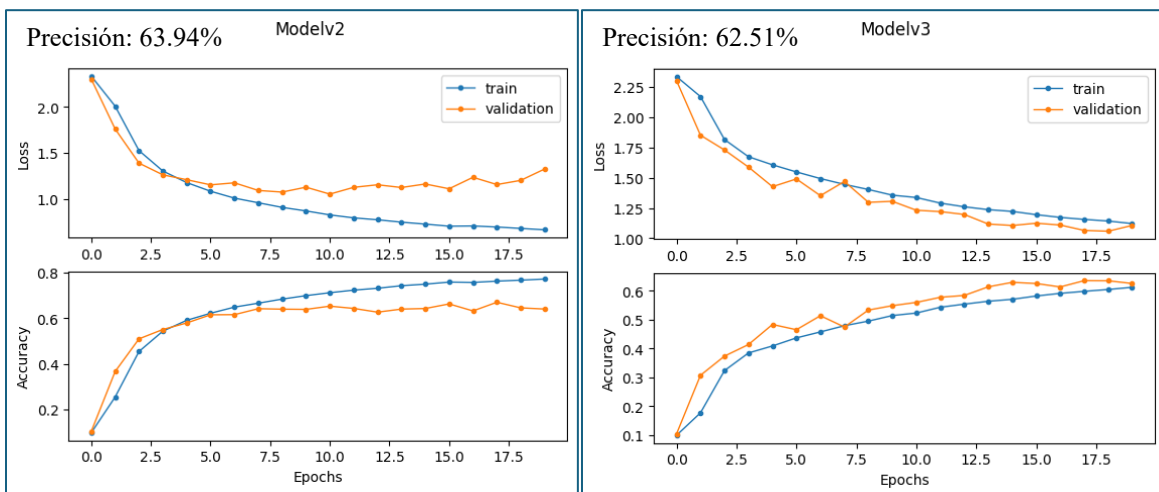 Precisión: 63.94%
Modelv2
train
validation
Loss
2.0
1.5
1.0
0.0 2.5 5.0 7.5 10.0 12.5 15.0 17.5
Accuracy
0.8
0.6
0.4
0.2
0.0 2.5 5.0 7.5 10.0 12.5 15.0 17.5
Epochs
Precisión: 62.51%
Modelv3
train
validation
Loss
2.25
2.00
1.75
1.50
1.25
1.00
0.0 2.5 5.0 7.5 10.0 12.5 15.0 17.5
Accuracy
0.6
0.5
0.4
0.3
0.2
0.1
0.0 2.5 5.0 7.5 10.0 12.5 15.0 17.5
Epochs